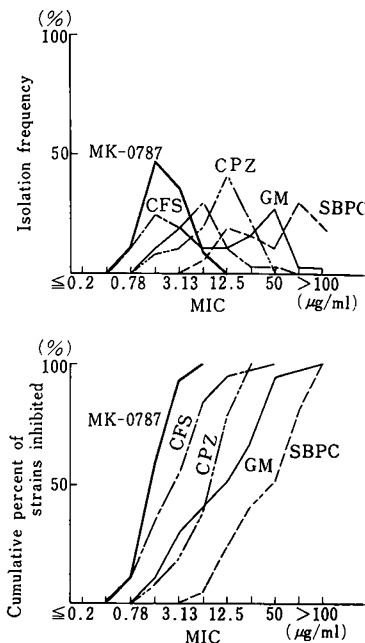 (%)
100
Isolation frequency
50
MK-0787
CFS
CPZ
GM
SBPC
≦0.2 0.78 3.13 12.5 50 >100
MIC (μg/ml)
(%)
100
Cumulative percent of
strains inhibited
50
MK-0787
CFS
CPZ
GM
SBPC
≦0.2 0.78 3.13 12.5 50 >100
MIC (μg/ml)